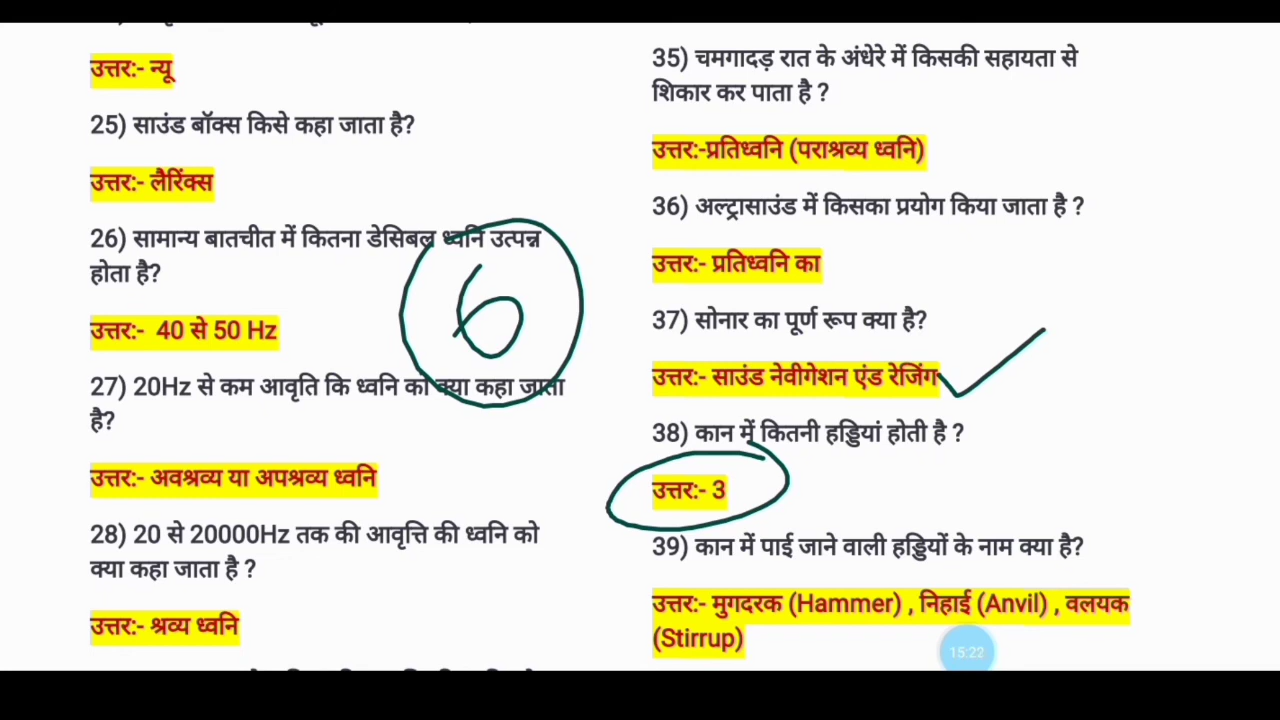 उत्तर:- न्यू
25) साउंड बॉक्स किसे कहा जाता है?
उत्तर:- लैरिंक्स
26) सामान्य बातचीत में कितना डेसिबल ध्वनि उत्पन्न
होता है?
उत्तर:- 40 से 50 Hz
6
27) 20Hz से कम आवृति कि ध्वनि को क्या कहा जाता
है?
उत्तर:- अवश्रव्य या अपश्रव्य ध्वनि
28) 20 से 20000Hz तक की आवृत्ति की ध्वनि को
क्या कहा जाता है ?
उत्तर:- श्रव्य ध्वनि
35) चमगादड़ रात के अंधेरे में किसकी सहायता से
शिकार कर पाता है ?
उत्तर:-प्रतिध्वनि (पराश्रव्य ध्वनि)
36) अल्ट्रासाउंड में किसका प्रयोग किया जाता है ?
उत्तर:- प्रतिध्वनि का
37) सोनार का पूर्ण रूप क्या है?
उत्तर:- साउंड नेवीगेशन एंड रेजिंग
38) कान में कितनी हड्डियां होती है ?
उत्तर:- 3
39) कान में पाई जाने वाली हड्डियों के नाम क्या है?
उत्तर:- मुगदरक (Hammer) , निहाई (Anvil) , वलयक
(Stirrup)
15:22